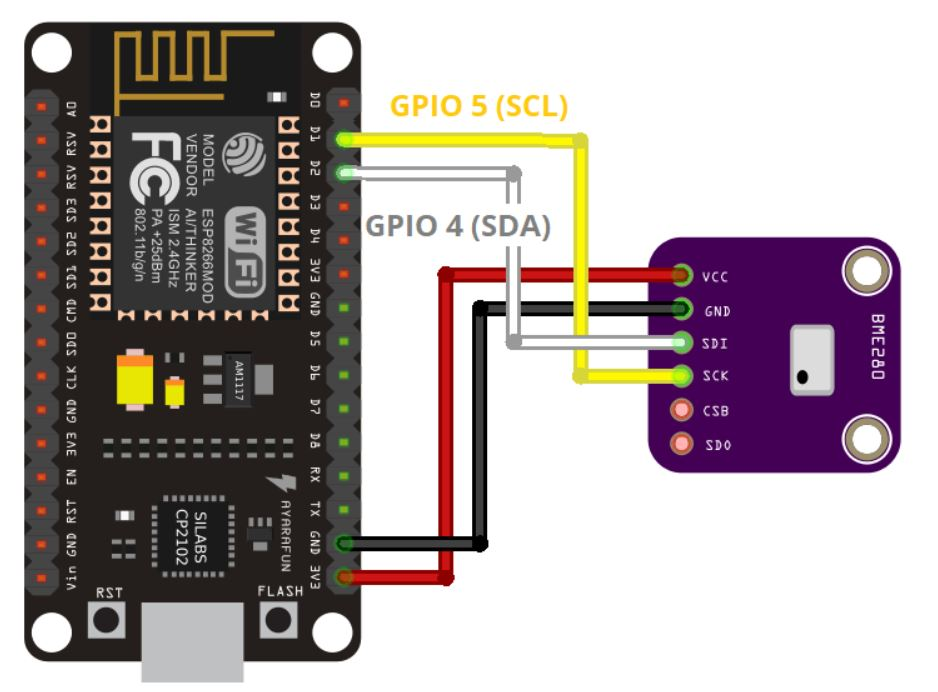 GPIO 5 (SCL)
GPIO 4 (SDA)
A0
RSV
RSV
SD3
SD2
SD1
CMD
SD0
CLK
GND
3V3
EN
RST
GND
Vin
D0
D1
D2
D3
D4
3V3
GND
D5
D6
D7
D8
RX
TX
GND
3V3
FC
MODEL
VENDOR
ESP8266MOD
AI/THINKER
ISM 2.4GHz
PA +25dBm
802.11b/g/n
WiFi
AM1117
SILABS
CP2102
AYARAFUN
RST
FLASH
VCC
GND
SDI
SCK
CSB
SDO
BME280